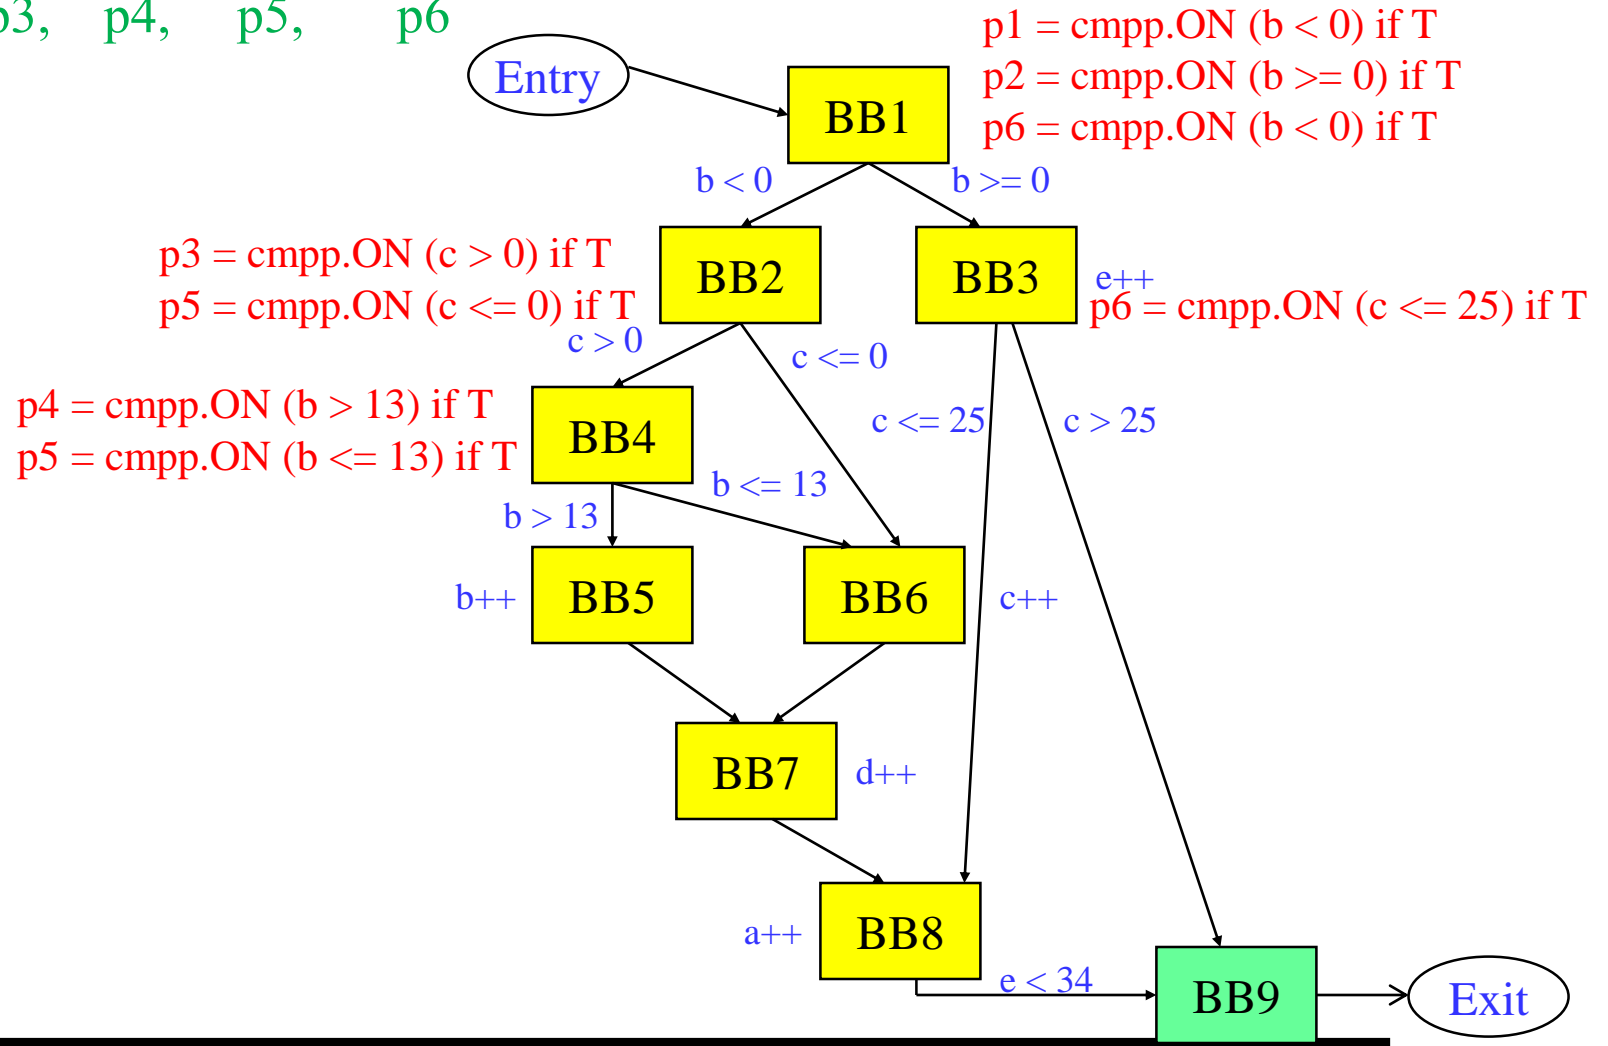 p3, p4, p5, p6
Entry
p1 = cmpp.ON (b < 0) if T
p2 = cmpp.ON (b >= 0) if T
p6 = cmpp.ON (b < 0) if T
BB1
b < 0
b >= 0
p3 = cmpp.ON (c > 0) if T
p5 = cmpp.ON (c <= 0) if T
BB2
BB3
e++
p6 = cmpp.ON (c <= 25) if T
c > 0
c <= 0
p4 = cmpp.ON (b > 13) if T
p5 = cmpp.ON (b <= 13) if T
BB4
c <= 25
c > 25
b <= 13
b > 13
b++
BB5
BB6
c++
BB7
d++
a++
BB8
e < 34
BB9
Exit